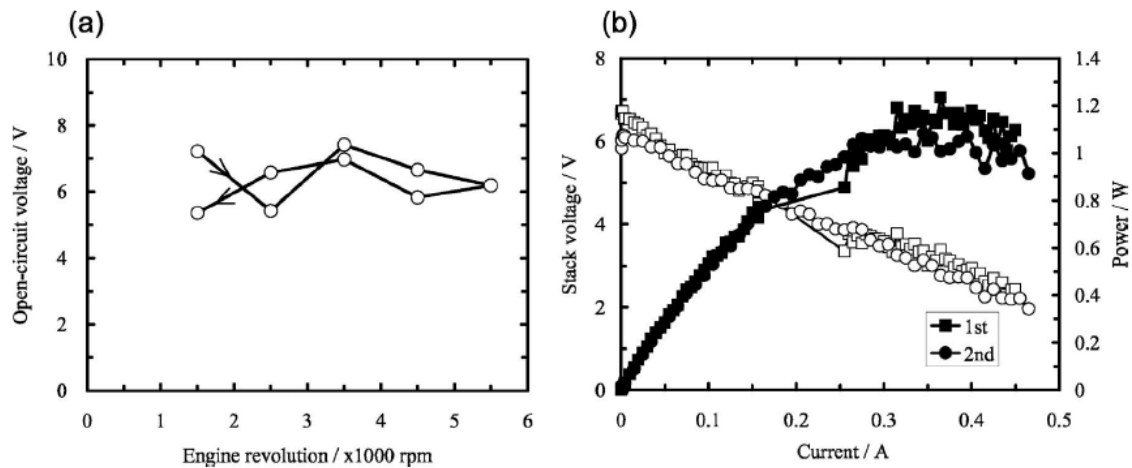 (a)
10
8
6
4
2
0
0 1 2 3 4 5 6
Open-circuit voltage / V
Engine revolution / x1000 rpm
(b)
8
6
4
2
0
0 0.1 0.2 0.3 0.4 0.5
1.4
1.2
1
0.8
0.6
0.4
0.2
0
Stack voltage / V
Power / W
Current / A
1st
2nd